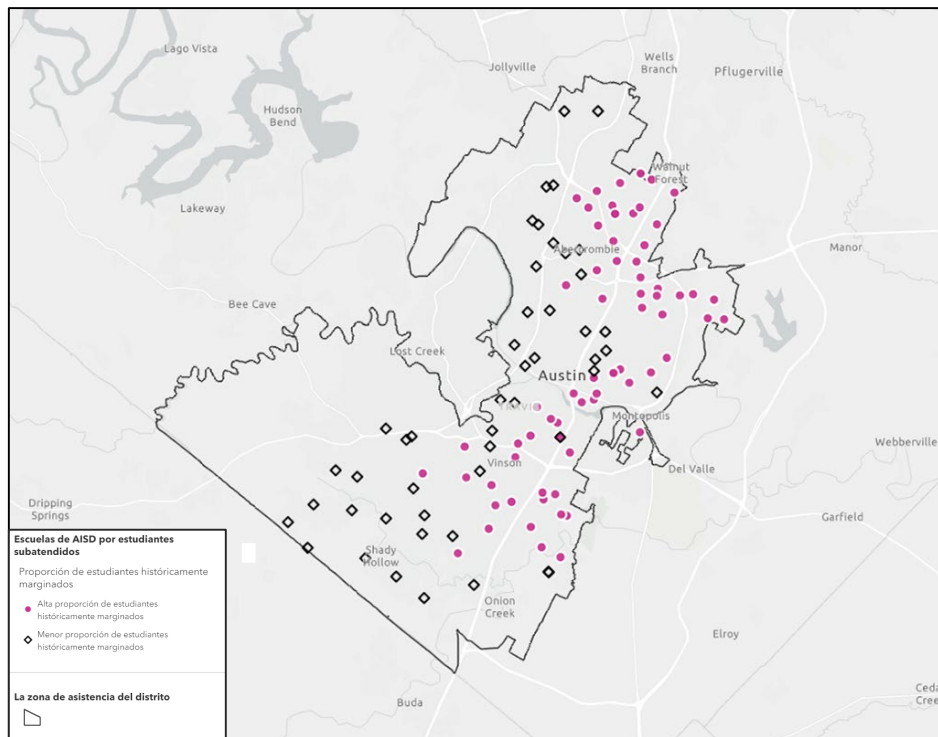 Lago Vista
Jollyville
Wells
Branch
Pflugerville
Hudson
Bend
Walnut
Forest
Lakeway
Abercrombie
Manor
Bee Cave
Lost Creek
Austin
TRAVIS
Montopolis
Webberville
Vinson
Del Valle
Dripping
Springs
Garfield
Shady
Hollow
Onion
Creek
Elroy
Buda
Ceda
Cree
Escuelas de AISD por estudiantes
subatendidos
Proporción de estudiantes históricamente
marginados
Alta proporción de estudiantes
históricamente marginados
Menor proporción de estudiantes
históricamente marginados
La zona de asistencia del distrito